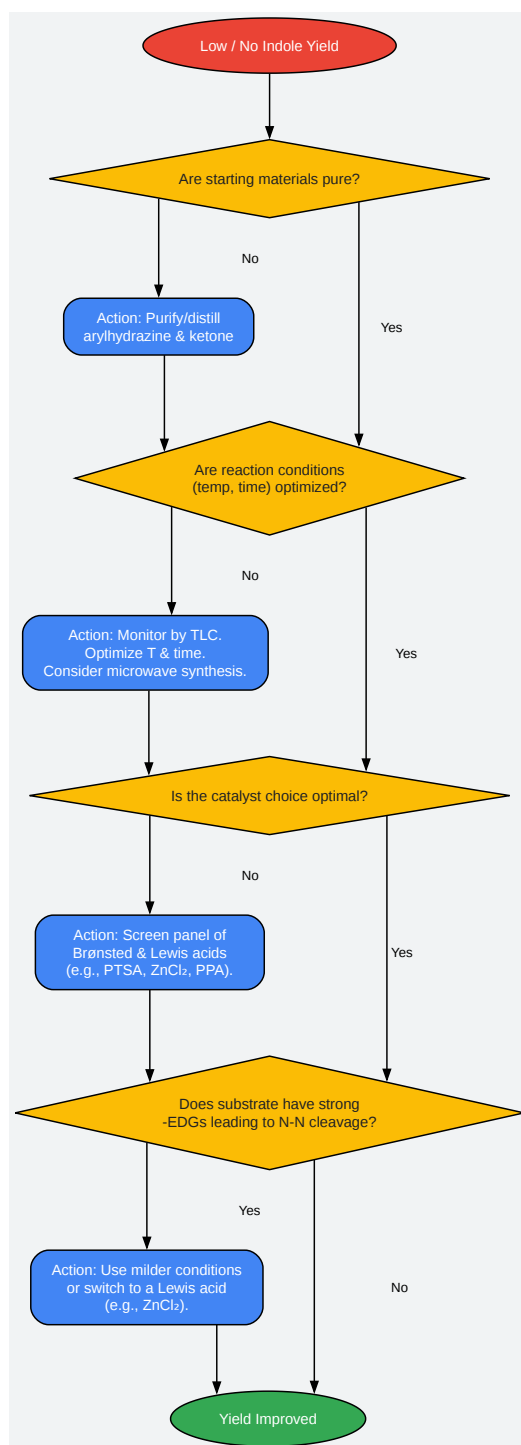 Low / No Indole Yield
Are starting materials pure?
No
Action: Purify/distill
arylhydrazine & ketone
Yes
Are reaction conditions
(temp, time) optimized?
No
Action: Monitor by TLC.
Optimize T & time.
Consider microwave synthesis.
Yes
Is the catalyst choice optimal?
No
Action: Screen panel of
Brønsted & Lewis acids
(e.g., PTSA, ZnCl₂, PPA).
Yes
Does substrate have strong
-EDGs leading to N-N cleavage?
Yes
Action: Use milder conditions
or switch to a Lewis acid
(e.g., ZnCl₂).
No
Yield Improved